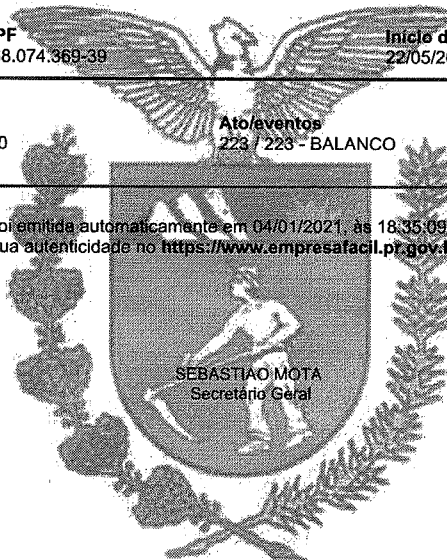 PF Início d
8.074.369-39 22/05/20
Ato/eventos
0 223 / 223 - BALANCO
oi emitida automaticamente em 04/01/2021, às 18:35:09
ua autenticidade no https://www.empresafacil.pr.gov.b
SEBASTIAO MOTA
Secretário Geral